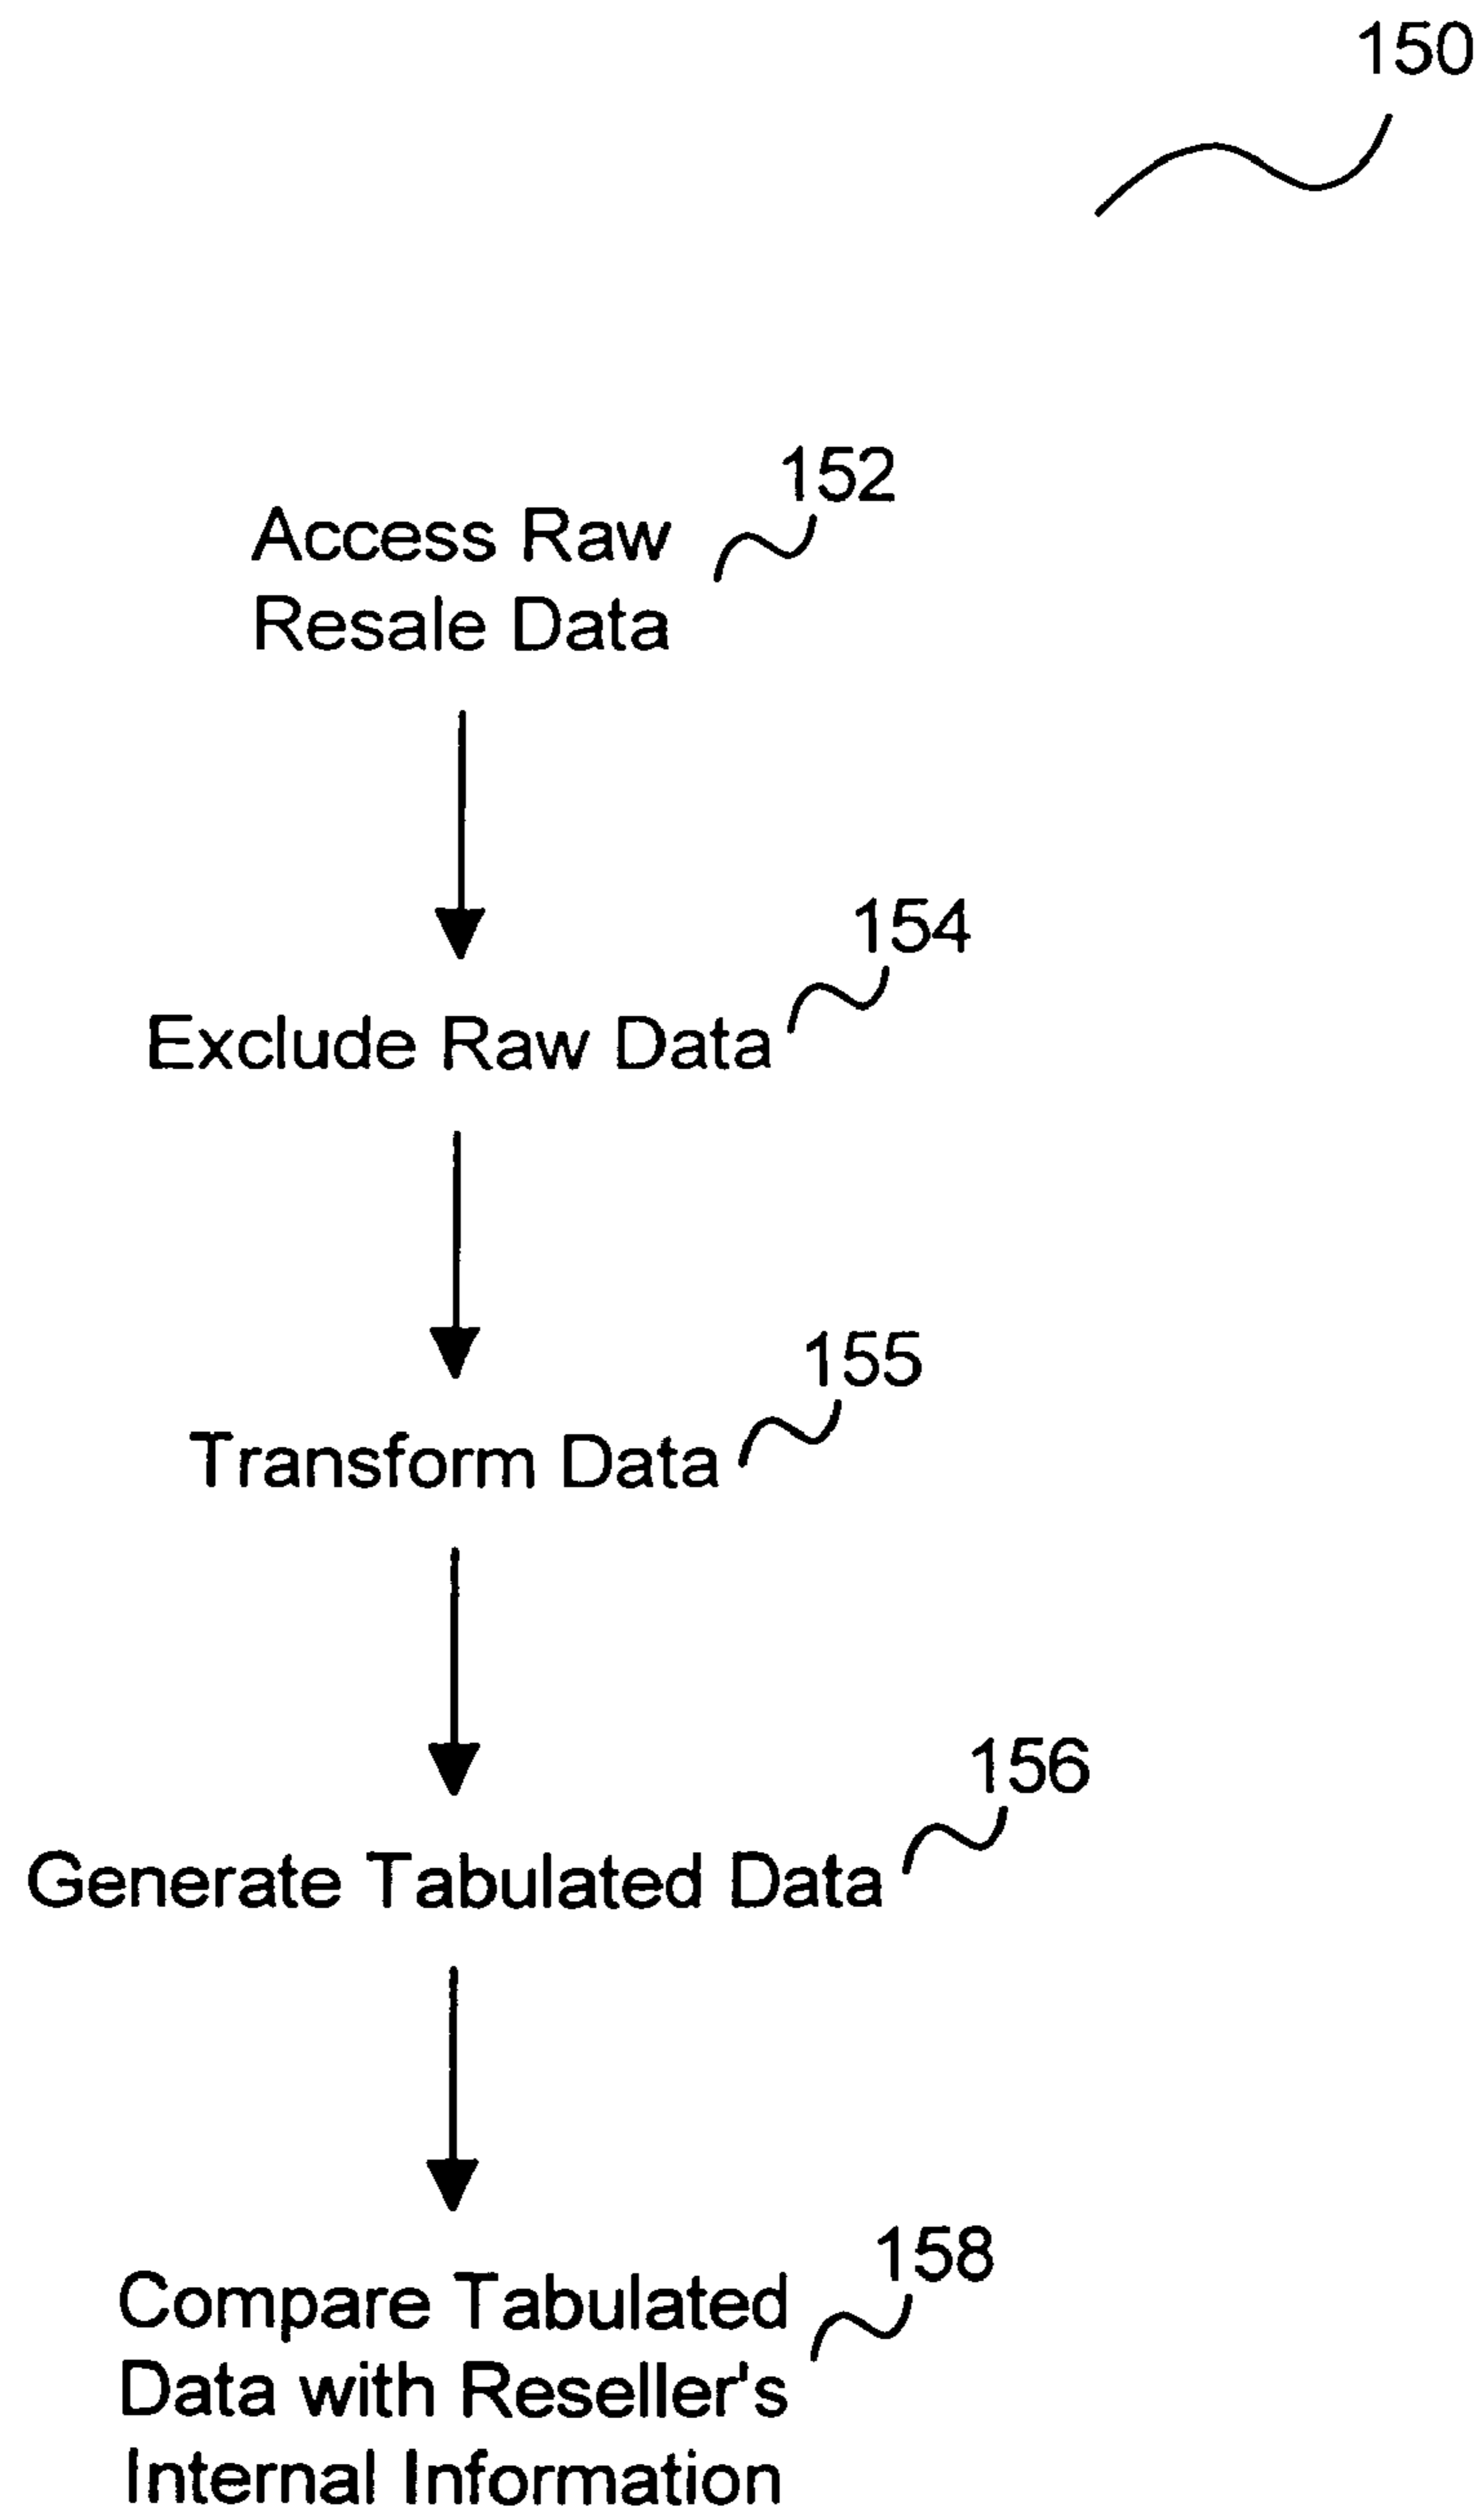 150
152
Access Raw
Resale Data
154
Exclude Raw Data
155
Transform Data
156
Generate Tabulated Data
158
Compare Tabulated
Data with Reseller's
Internal Information